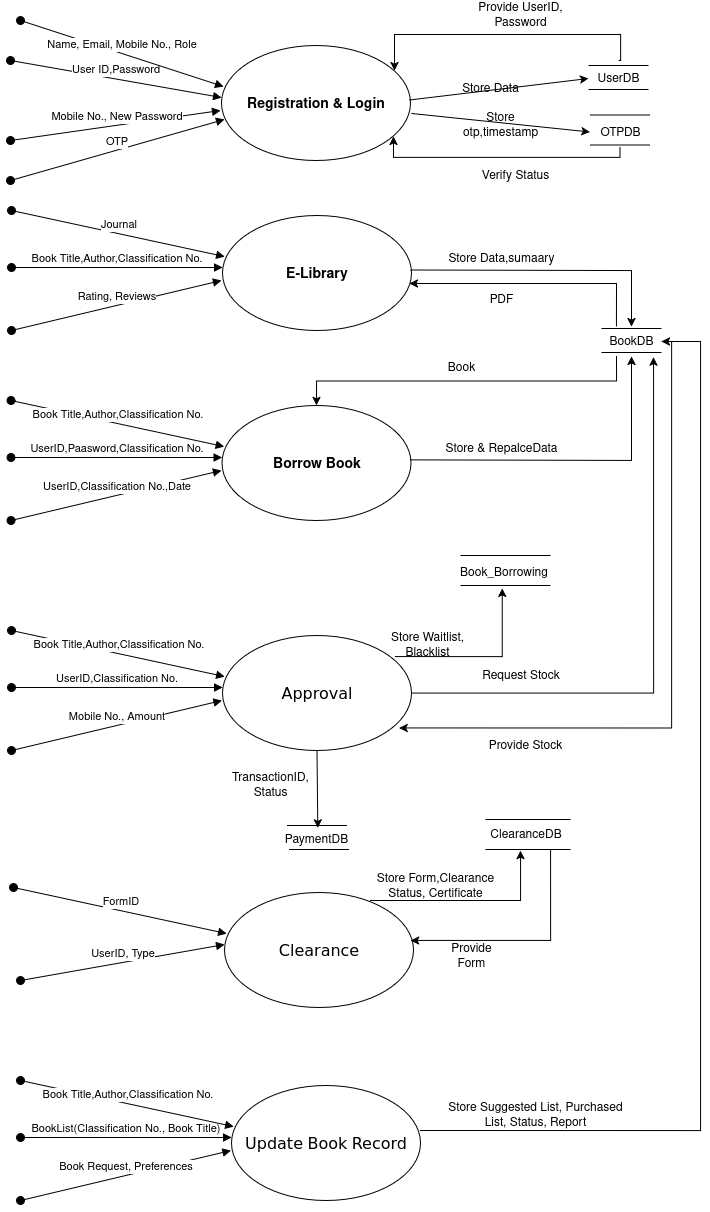 Provide UserID,
Password
Name, Email, Mobile No., Role
User ID,Password
Registration & Login
Store Data
UserDB
Mobile No., New Password
Store
otp,timestamp
OTPDB
OTP
Verify Status
Journal
Book Title,Author,Classification No.
E-Library
Store Data,sumaary
Rating, Reviews
PDF
BookDB
Book
Book Title,Author,Classification No.
UserID,Paasword,Classification No.
Borrow Book
Store & RepalceData
UserID,Classification No.,Date
Book_Borrowing
Book Title,Author,Classification No.
Store Waitlist,
Blacklist
UserID,Classification No.
Approval
Request Stock
Mobile No., Amount
Provide Stock
TransactionID,
Status
PaymentDB
ClearanceDB
Store Form,Clearance
Status, Certificate
FormID
UserID, Type
Clearance
Provide
Form
Book Title,Author,Classification No.
BookList(Classification No., Book Title)
Update Book Record
Store Suggested List, Purchased
List, Status, Report
Book Request, Preferences